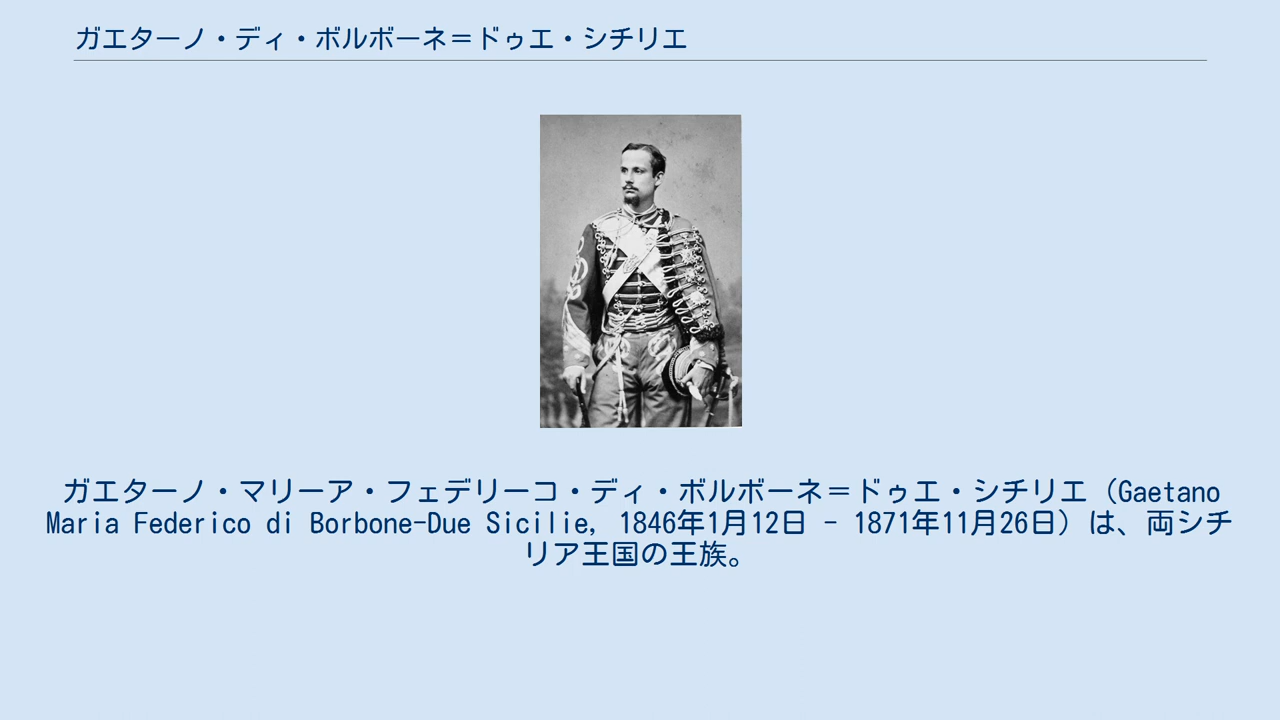 ガエターノ・ディ・ボルボーネ＝ドゥエ・シチリエ
ガエターノ・マリーア・フェデリーコ・ディ・ボルボーネ＝ドゥエ・シチリエ（Gaetano
Maria Federico di Borbone-Due Sicilie, 1846年1月12日 - 1871年11月26日）は、両シチ
リア王国の王族。